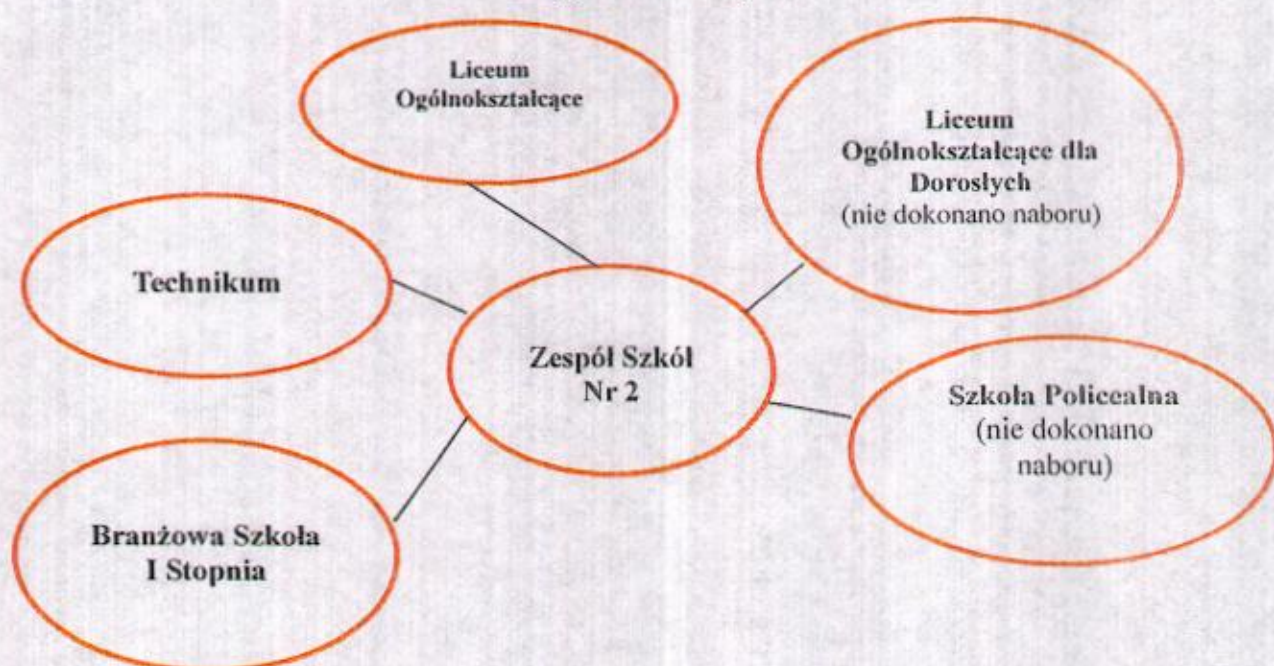 Liceum
Ogólnokształcące
Liceum
Ogólnokształcące dla
Dorosłych
(nie dokonano naboru)
Technikum
Zespół Szkół
Nr 2
Szkoła Policealna
(nie dokonano
naboru)
Branżowa Szkoła
I Stopnia